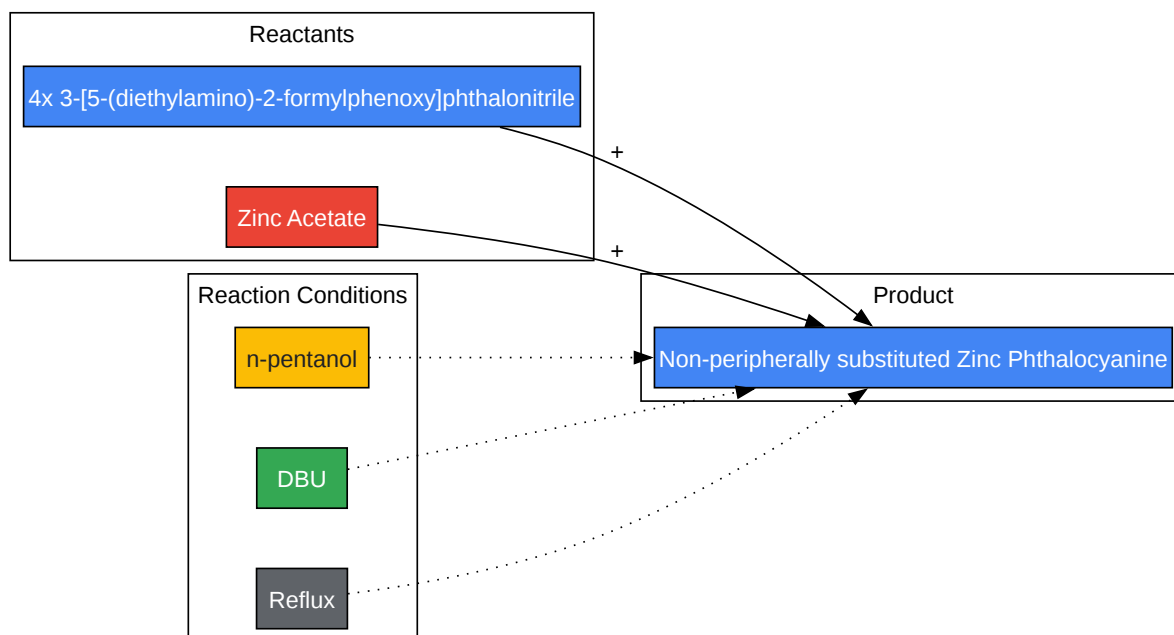 Reactants
4x 3-[5-(diethylamino)-2-formylphenoxy]phthalonitrile
+
Zinc Acetate
+
Reaction Conditions
n-pentanol
DBU
Reflux
Product
Non-peripherally substituted Zinc Phthalocyanine